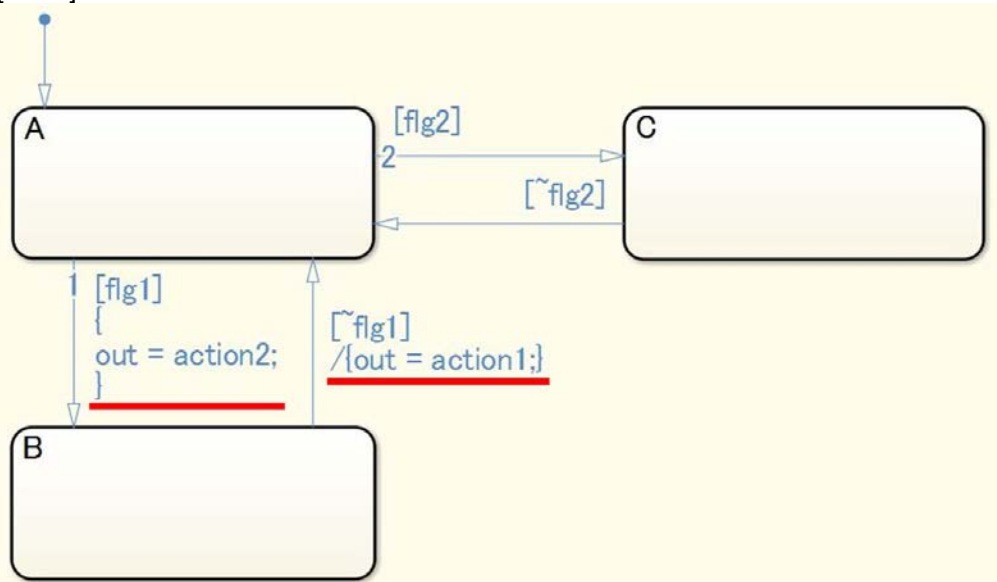 A
[flg2]
2
C
[~flg2]
1
[flg1]
{
out = action2;
}
[~flg1]
/{out = action1;}
B